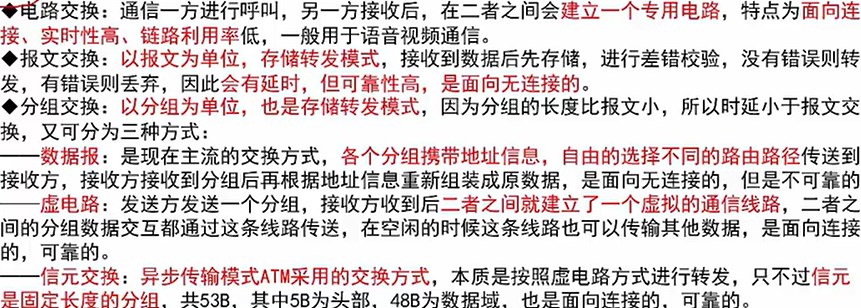 ◆电路交换：通信一方进行呼叫，另一方接收后，在二者之间会建立一个专用电路，特点为面向连
接、实时性高、链路利用率低，一般用于语音视频通信。
◆报文交换：以报文为单位，存储转发模式，接收到数据后先存储，进行差错校验，没有错误则转
发，有错误则丢弃，因此会有延时，但可靠性高，是面向无连接的。
◆分组交换：以分组为单位，也是存储转发模式，因为分组的长度比报文小，所以时延小于报文交
换，又可分为三种方式：
——数据报：是现在主流的交换方式，各个分组携带地址信息，自由的选择不同的路由路径传送到
接收方，接收方接收到分组后再根据地址信息重新组装成原数据，是面向无连接的，但是不可靠的
——虚电路：发送方发送一个分组，接收方收到后二者之间就建立了一个虚拟的通信线路，二者之
间的分组数据交互都通过这条线路传送，在空闲的时候这条线路也可以传输其他数据，是面向连接
的，可靠的。
——信元交换：异步传输模式ATM采用的交换方式，本质是按照虚电路方式进行转发，只不过信元
是固定长度的分组，共53B，其中5B为头部，48B为数据域，也是面向连接的，可靠的。